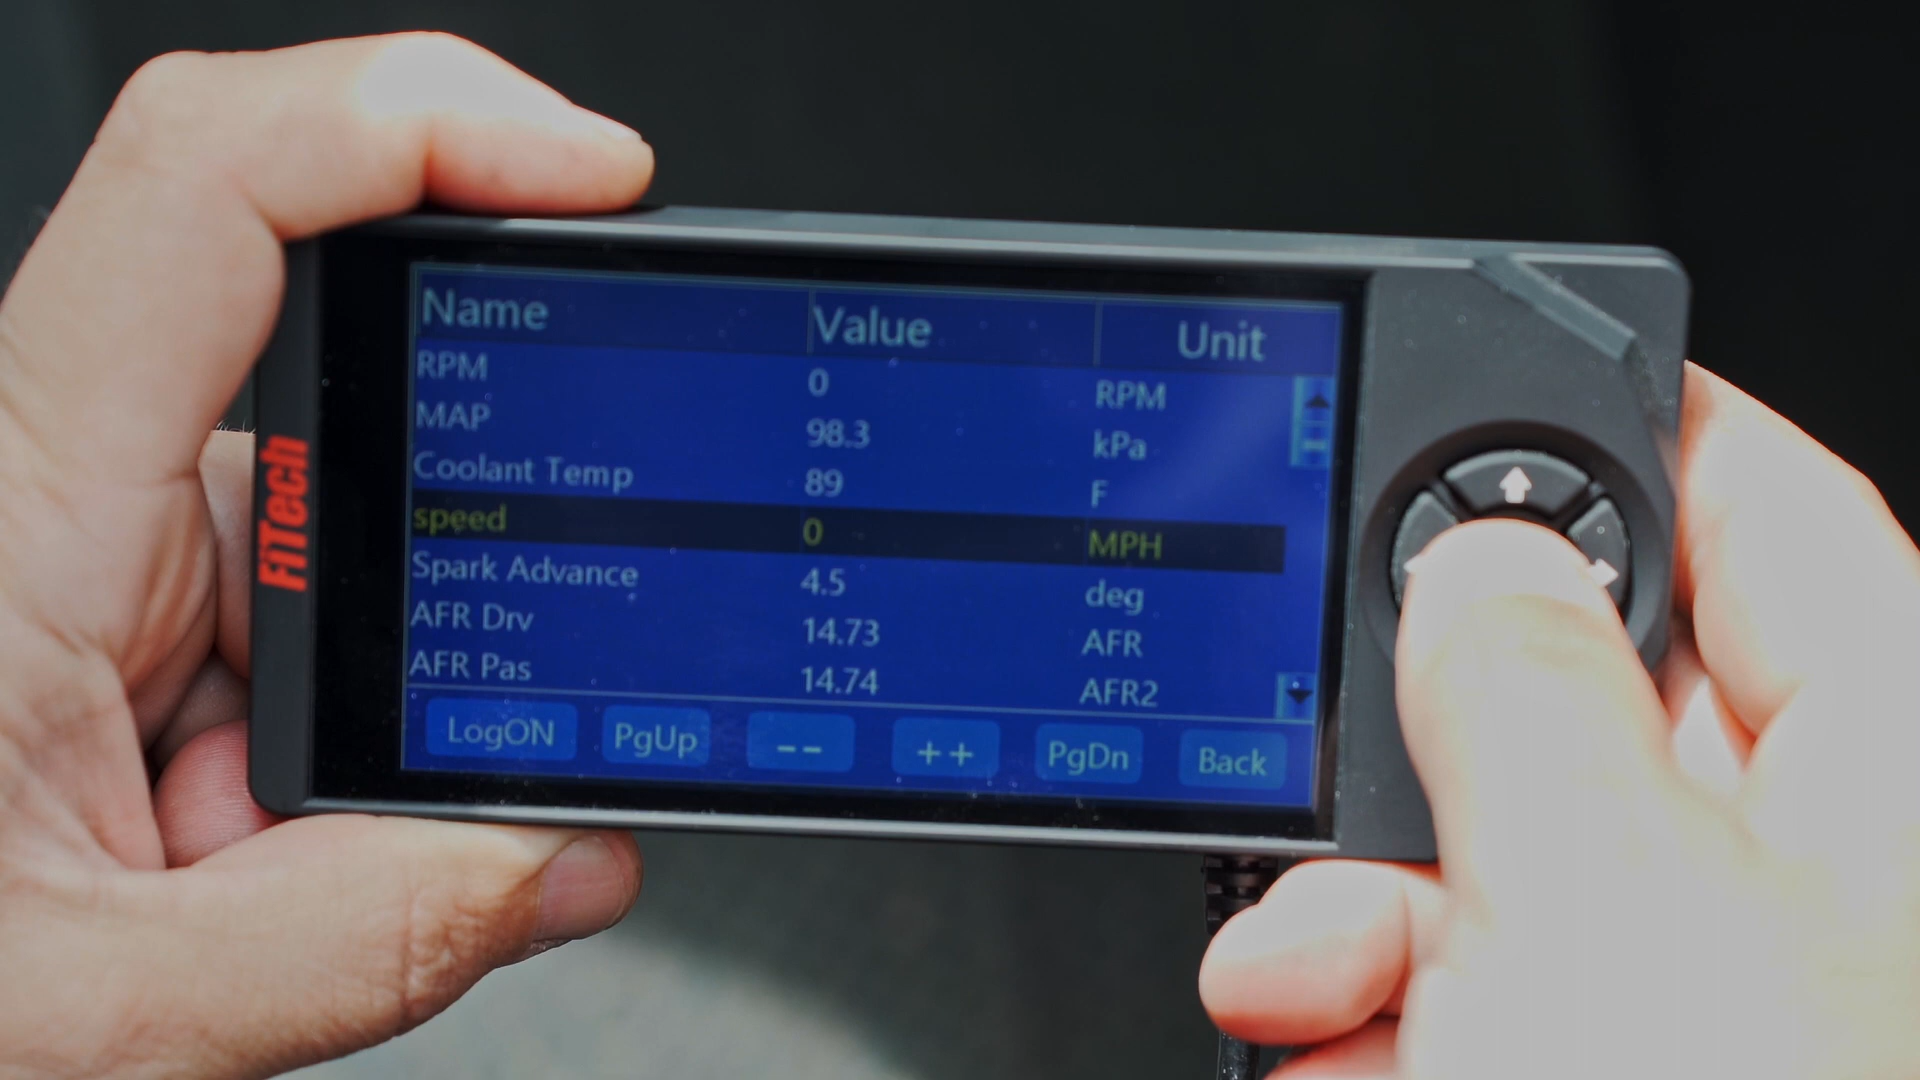 Name Value Unit
RPM 0 RPM
MAP 98.3 kPa
Coolant Temp 89 F
speed 0 MPH
Spark Advance 4.5 deg
AFR Drv 14.73 AFR
AFR Pas 14.74 AFR2
LogON PgUp -- ++ PgDn Back
FiTech